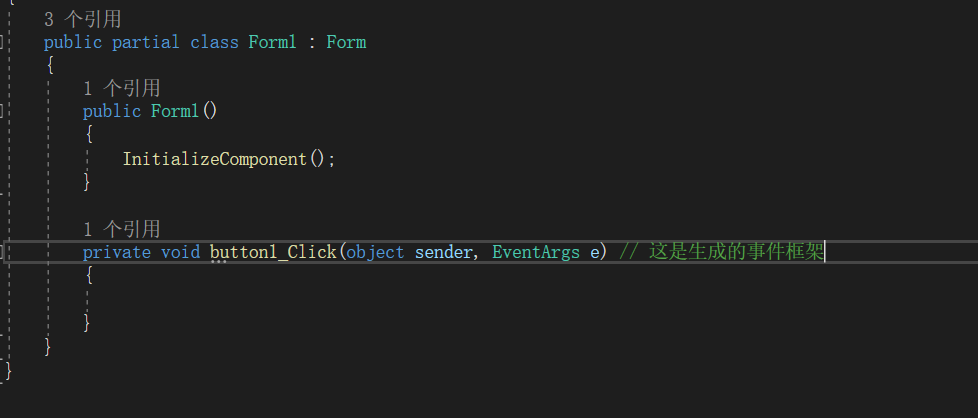 {
3 个引用
public partial class Form1 : Form
{
1 个引用
public Form1()
{
InitializeComponent();
}
1 个引用
private void button1_Click(object sender, EventArgs e) // 这是生成的事件框架
{
}
}
}